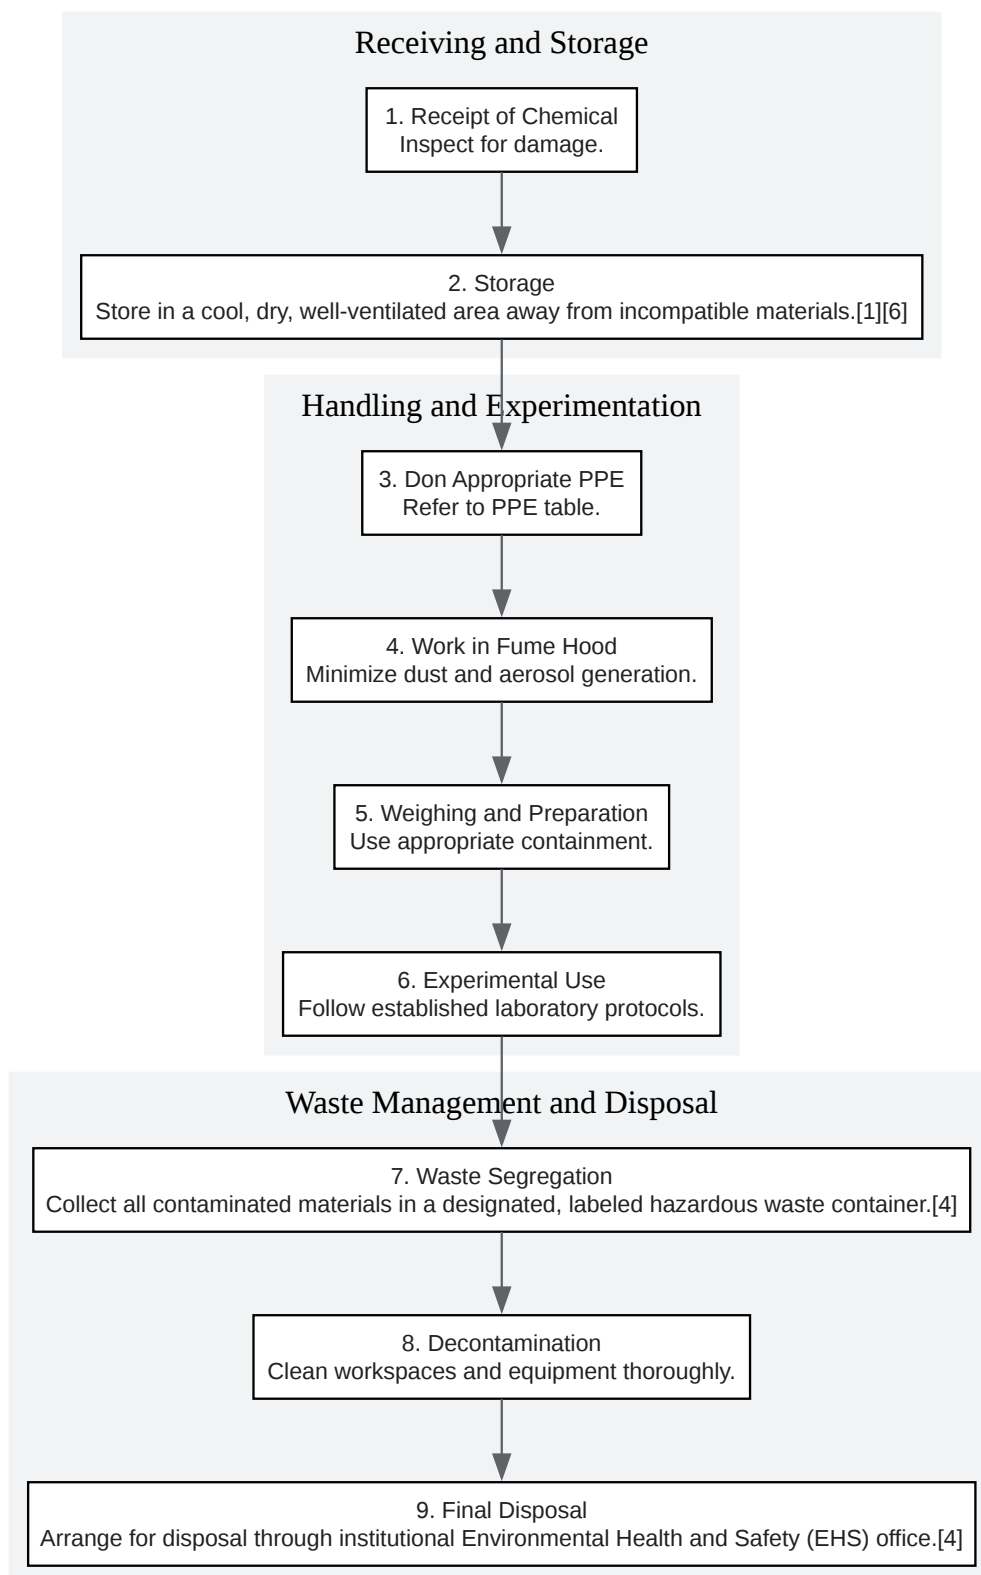 Receiving and Storage
1. Receipt of Chemical
Inspect for damage.
2. Storage
Store in a cool, dry, well-ventilated area away from incompatible materials.[1][6]
Handling and Experimentation
3. Don Appropriate PPE
Refer to PPE table.
4. Work in Fume Hood
Minimize dust and aerosol generation.
5. Weighing and Preparation
Use appropriate containment.
6. Experimental Use
Follow established laboratory protocols.
Waste Management and Disposal
7. Waste Segregation
Collect all contaminated materials in a designated, labeled hazardous waste container.[4]
8. Decontamination
Clean workspaces and equipment thoroughly.
9. Final Disposal
Arrange for disposal through institutional Environmental Health and Safety (EHS) office.[4]